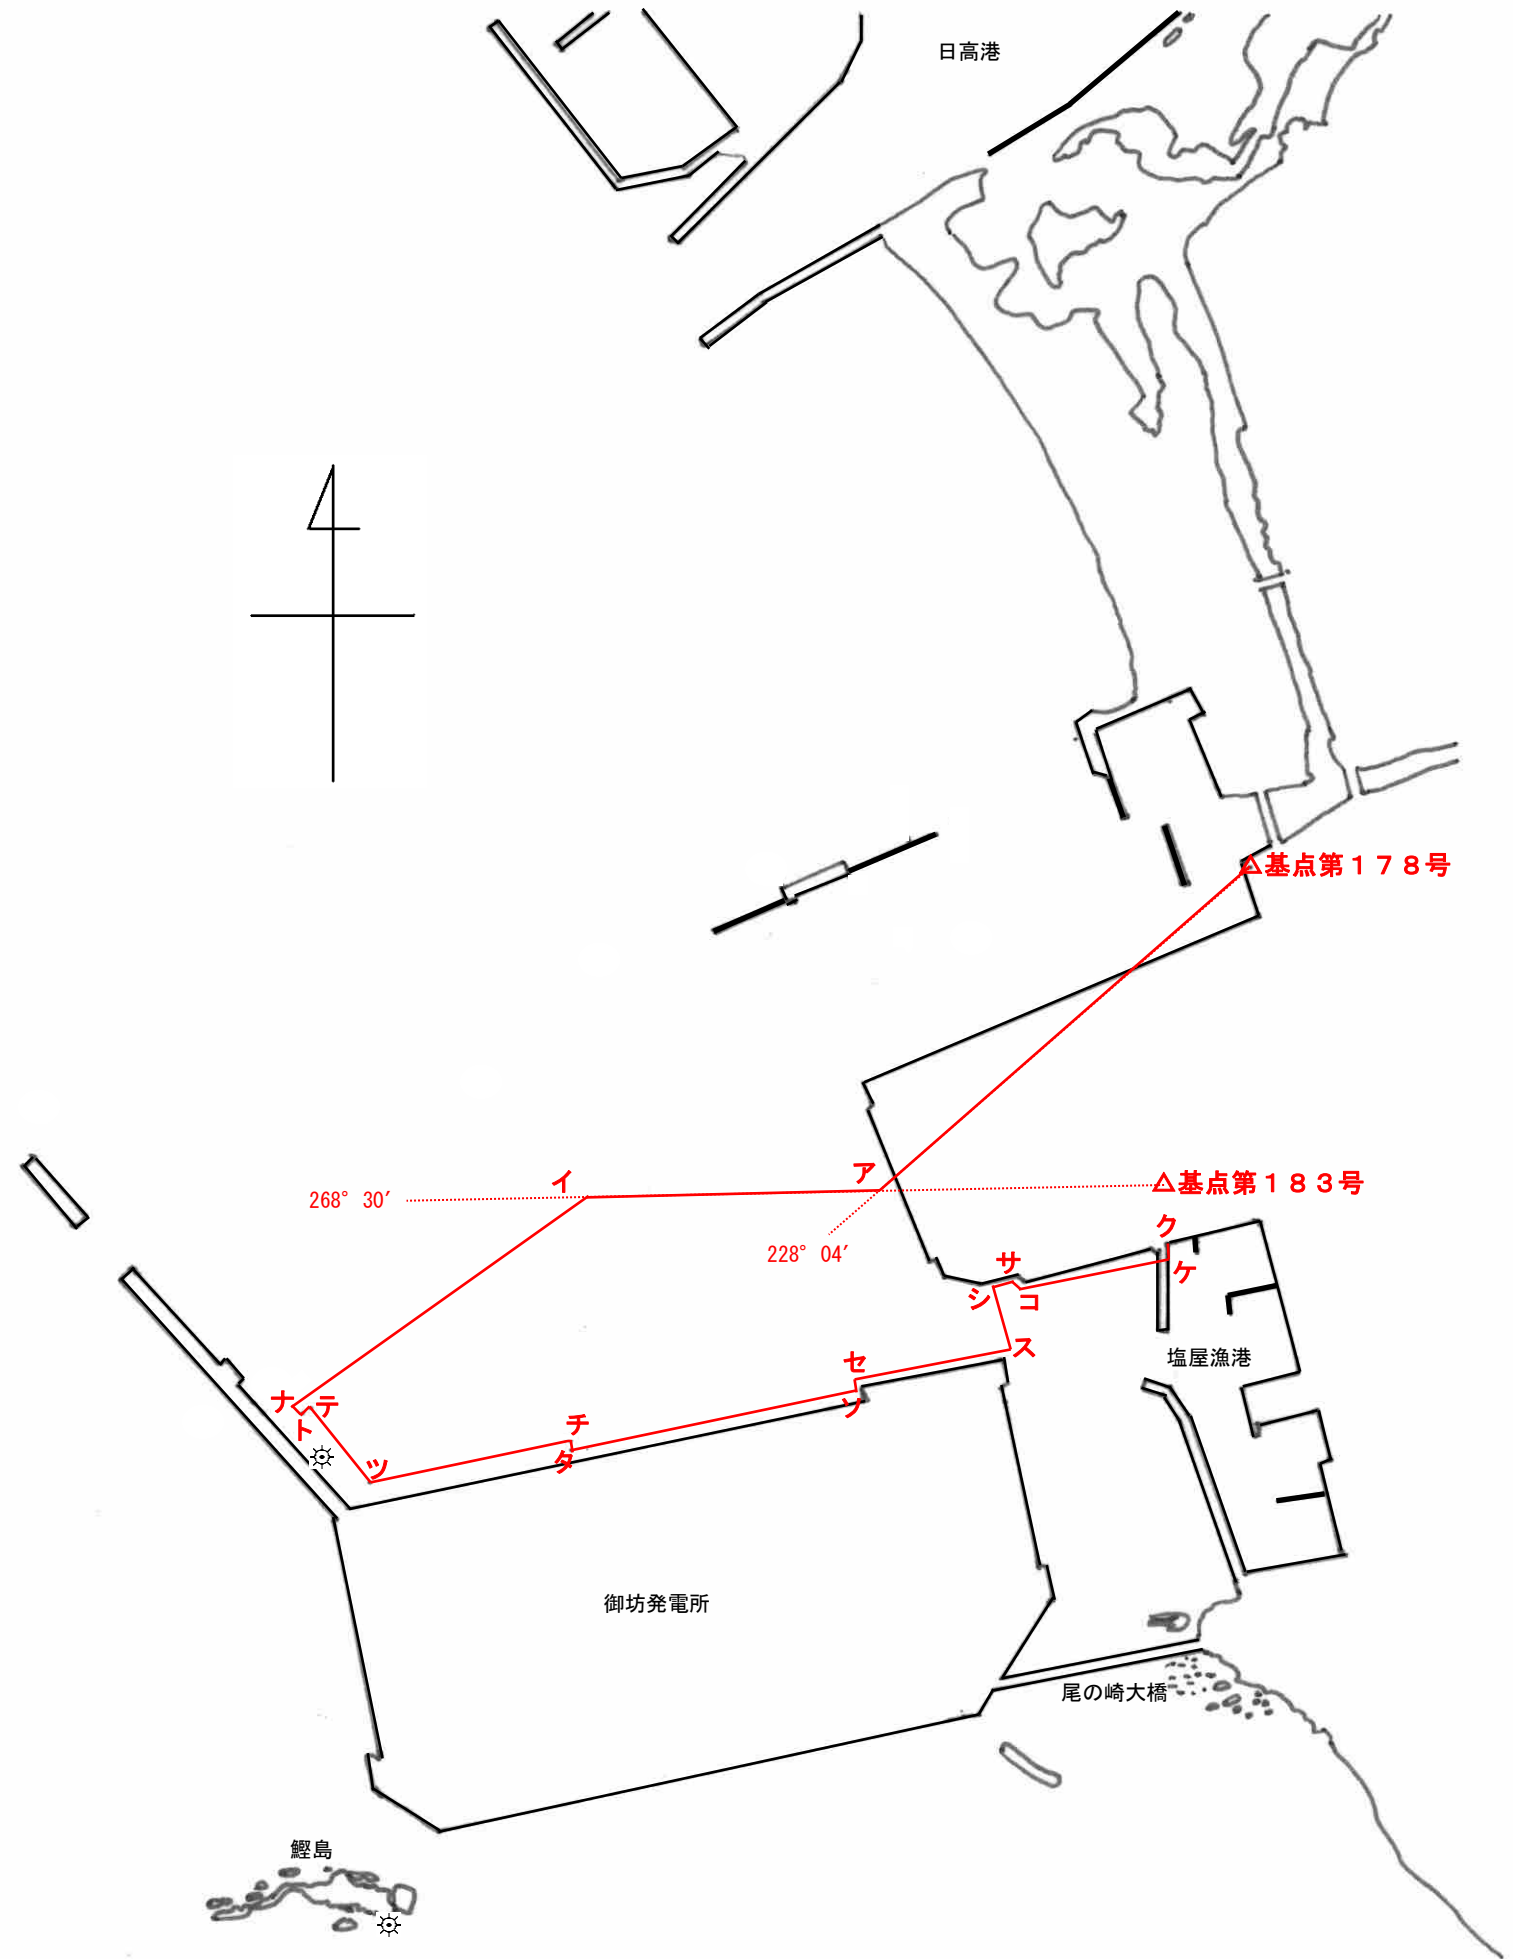 日高港
△基点第１７８号
イ
ア
△基点第１８３号
268°30′
228°04′
ク
サ
ケ
シ
コ
ス
塩屋漁港
セ
ソ
ナ
テ
ト
チ
タ
ツ
御坊発電所
尾の崎大橋
鰹島